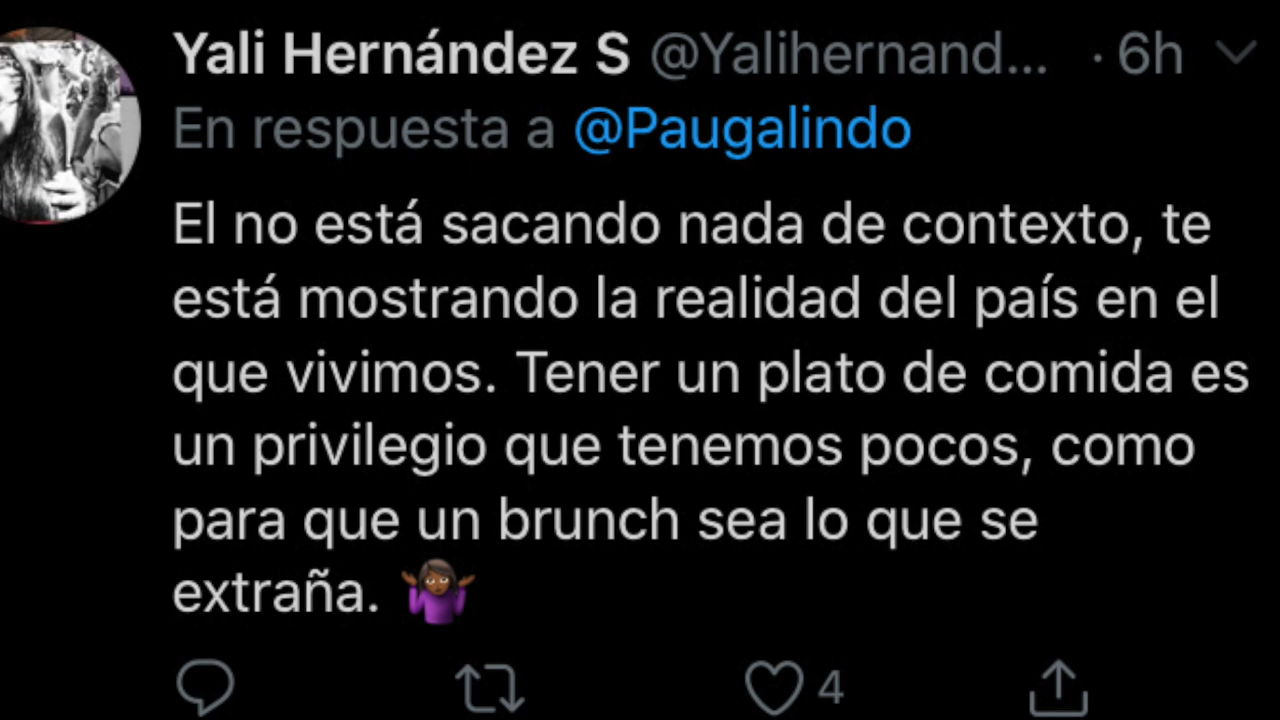 Yali Hernández S @Yalihernand... · 6h
En respuesta a @Paugalindo
El no está sacando nada de contexto, te
está mostrando la realidad del país en el
que vivimos. Tener un plato de comida es
un privilegio que tenemos pocos, como
para que un brunch sea lo que se
extraña. 🤷🏾‍♀️
4